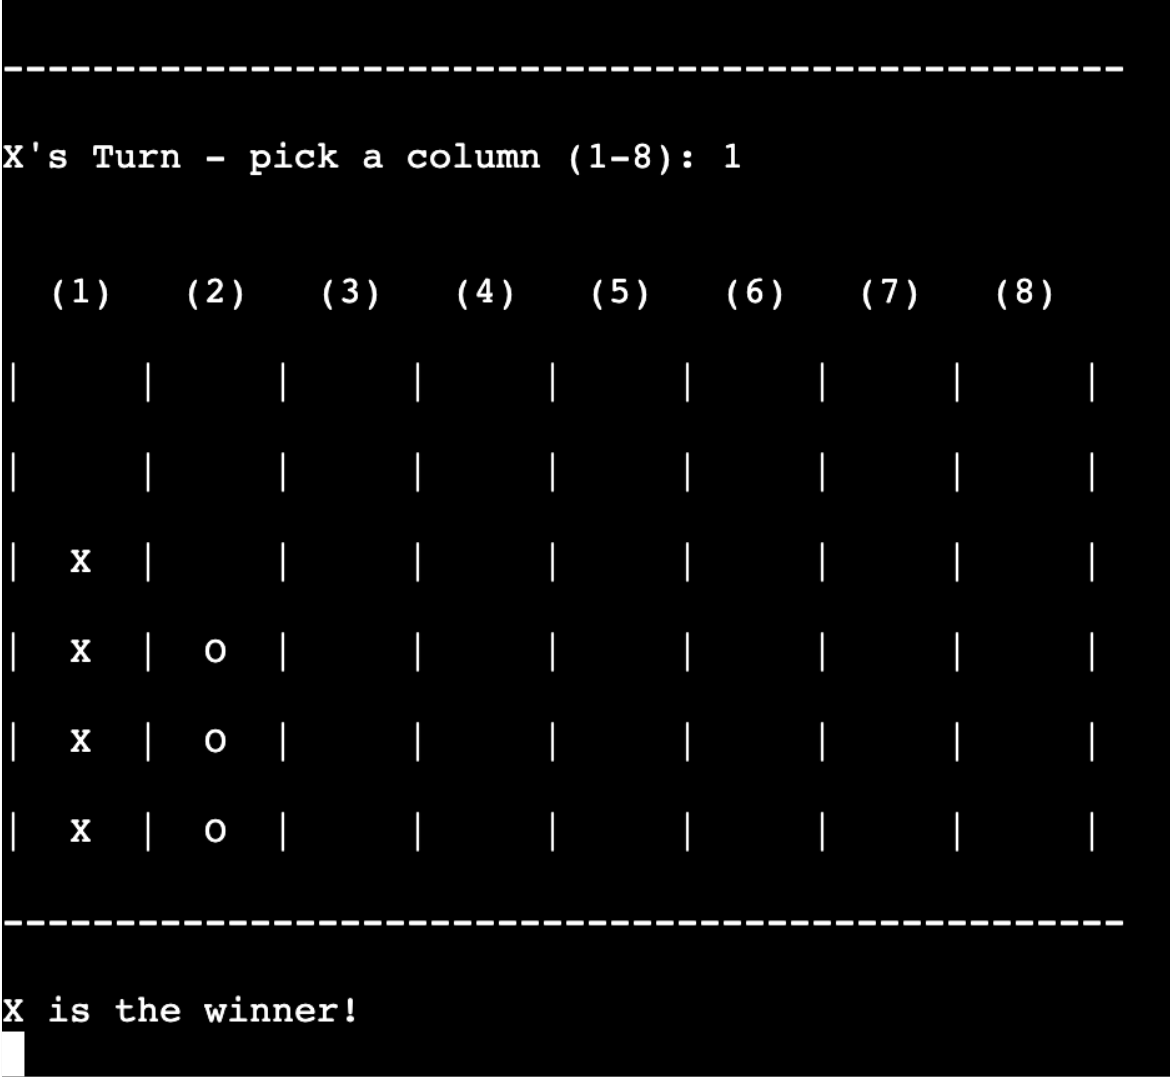 --------------------------------------------------
X's Turn - pick a column (1-8): 1
(1) (2) (3) (4) (5) (6) (7) (8)
| | | | | | | | |
| | | | | | | | |
| X | | | | | | | |
| X | O | | | | | | |
| X | O | | | | | | |
| X | O | | | | | | |
--------------------------------------------------
X is the winner!